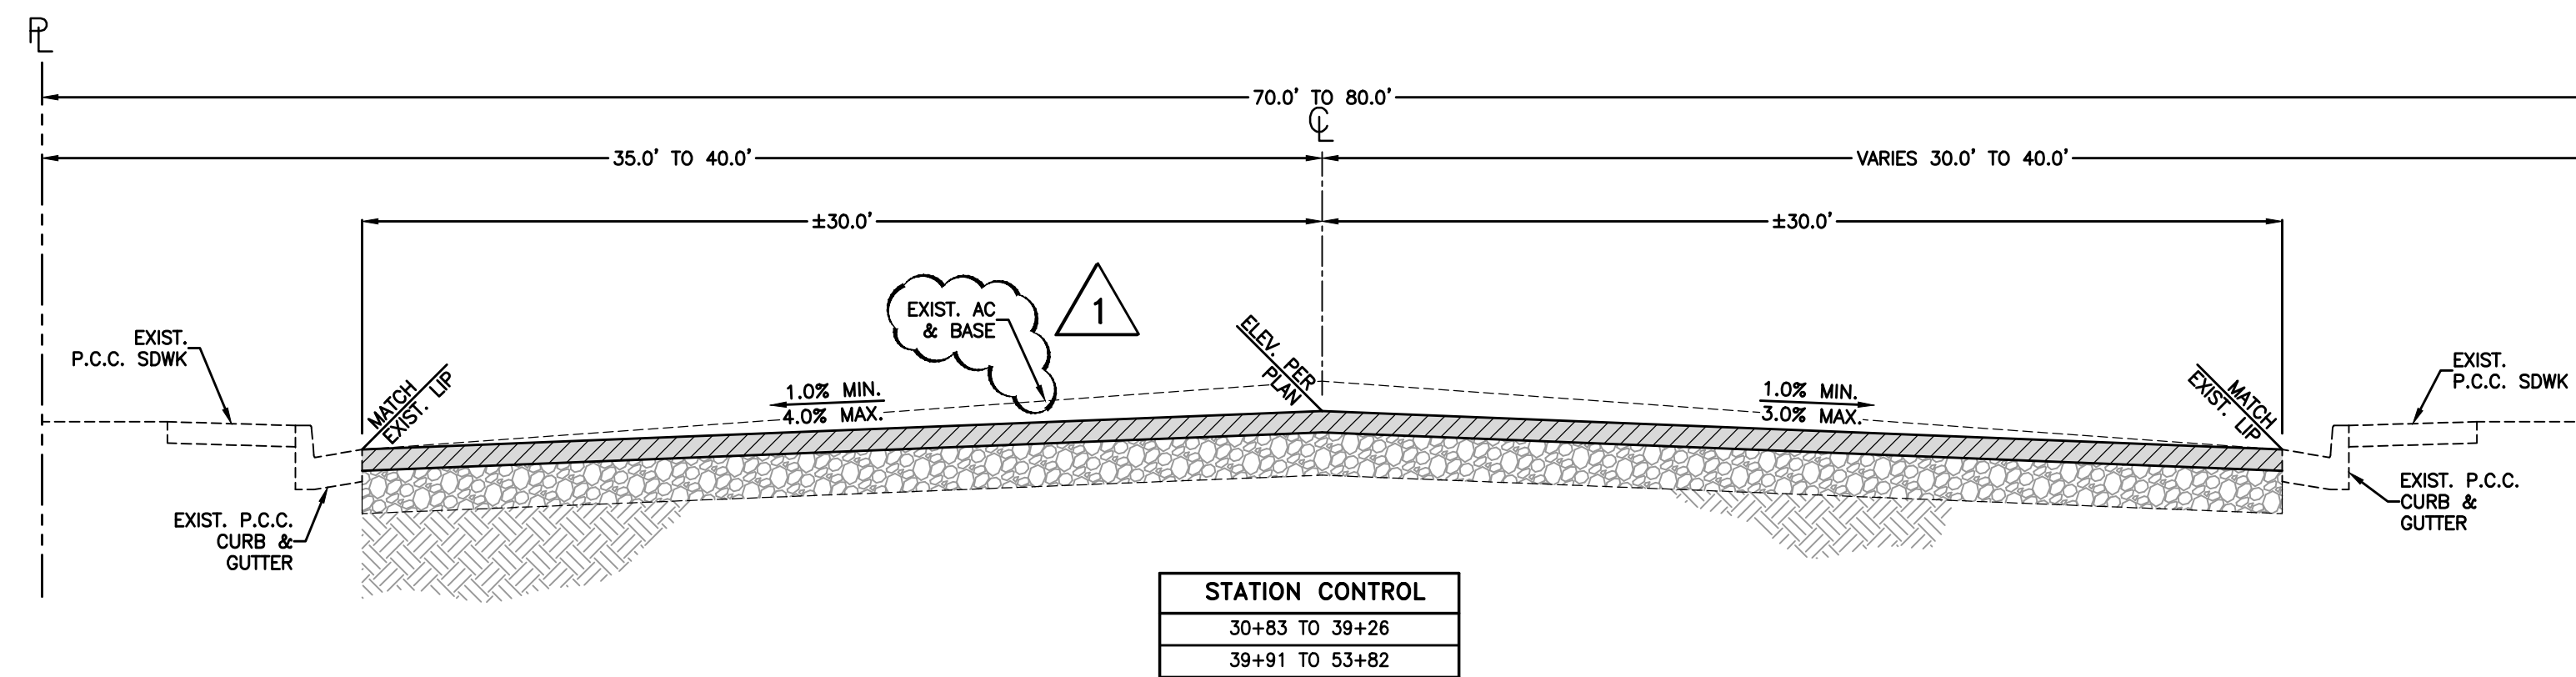 PL
70.0' TO 80.0'
CL
35.0' TO 40.0'
VARIES 30.0' TO 40.0'
±30.0'
±30.0'
EXIST. AC
& BASE
1
EXIST.
P.C.C. SDWK
MATCH
EXIST. LIP
1.0% MIN.
4.0% MAX.
ELEV. PER
PLAN
1.0% MIN.
3.0% MAX.
MATCH
EXIST. LIP
EXIST.
P.C.C. SDWK
EXIST. P.C.C.
CURB &
GUTTER
EXIST. P.C.C.
CURB &
GUTTER
STATION CONTROL
30+83 TO 39+26
39+91 TO 53+82